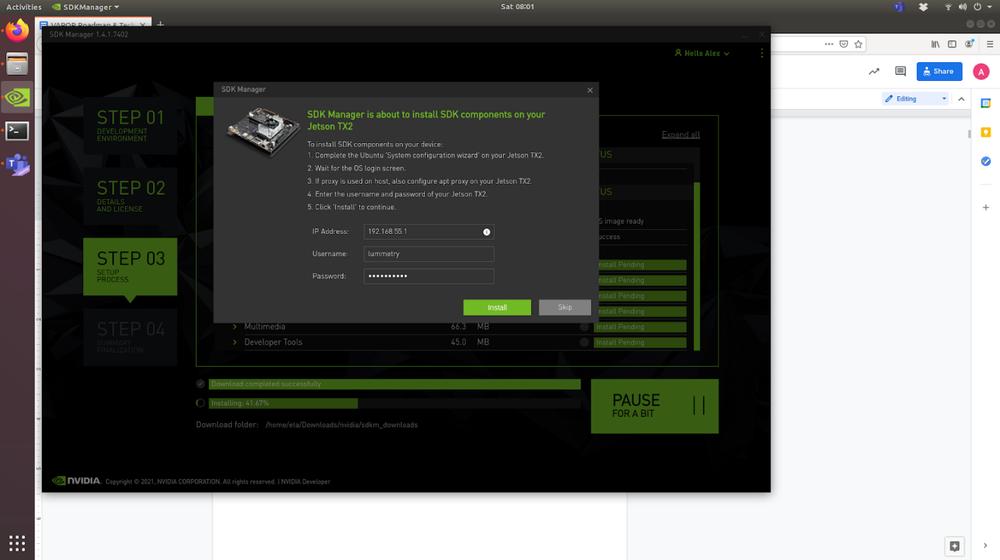 Activities
SDKManager
Sat 08:01
SDK Manager 1.4.1.7402
Hello Alex
Share
A
Editing
STEP 01
DEVELOPMENT
ENVIRONMENT
STEP 02
DETAILS
AND LICENSE
STEP 03
SETUP
PROCESS
STEP 04
SUMMARY
FINALIZATION
Expand all
SDK Manager
SDK Manager is about to install SDK components on your
Jetson TX2
To install SDK components on your device:
1. Complete the Ubuntu 'System configuration wizard' on your Jetson TX2.
2. Wait for the OS login screen.
3. If proxy is used on host, also configure apt proxy on your Jetson TX2.
4. Enter the username and password of your Jetson TX2.
5. Click 'Install' to continue.
IP Address: 192.168.55.1
Username: lummetry
Password: ••••••••••
Install Skip
TUS
TUS
S image ready
uccess
nstall Pending
nstall Pending
nstall Pending
nstall Pending
Multimedia 66.3 MB Install Pending
Developer Tools 45.0 MB Install Pending
Download completed successfully
Installing: 41.67%
Download folder: /home/eta/Downloads/nvidia/sdkm_downloads
PAUSE
FOR A BIT
NVIDIA. Copyright © 2021, NVIDIA CORPORATION. All rights reserved. | NVIDIA Developer